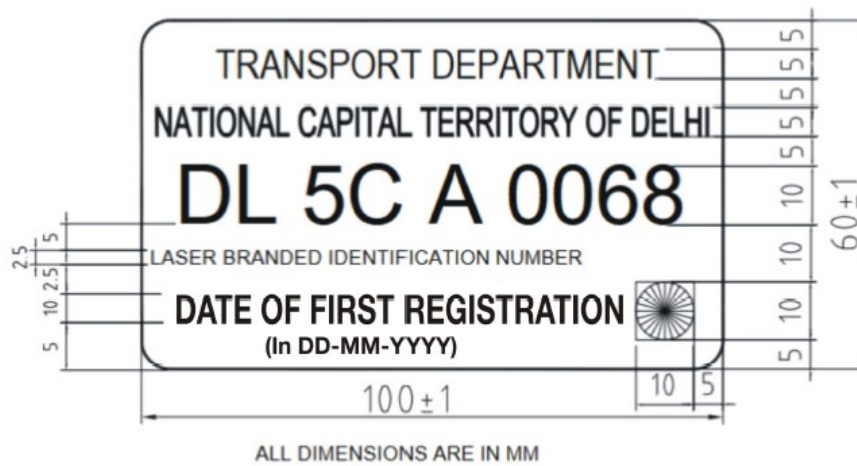 TRANSPORT DEPARTMENT
NATIONAL CAPITAL TERRITORY OF DELHI
DL 5C A 0068
LASER BRANDED IDENTIFICATION NUMBER
DATE OF FIRST REGISTRATION
(In DD-MM-YYYY)
5
5
5
5
5
10
10
10
5
60±1
5
2.5
2.5
10
5
10 5
100±1
ALL DIMENSIONS ARE IN MM